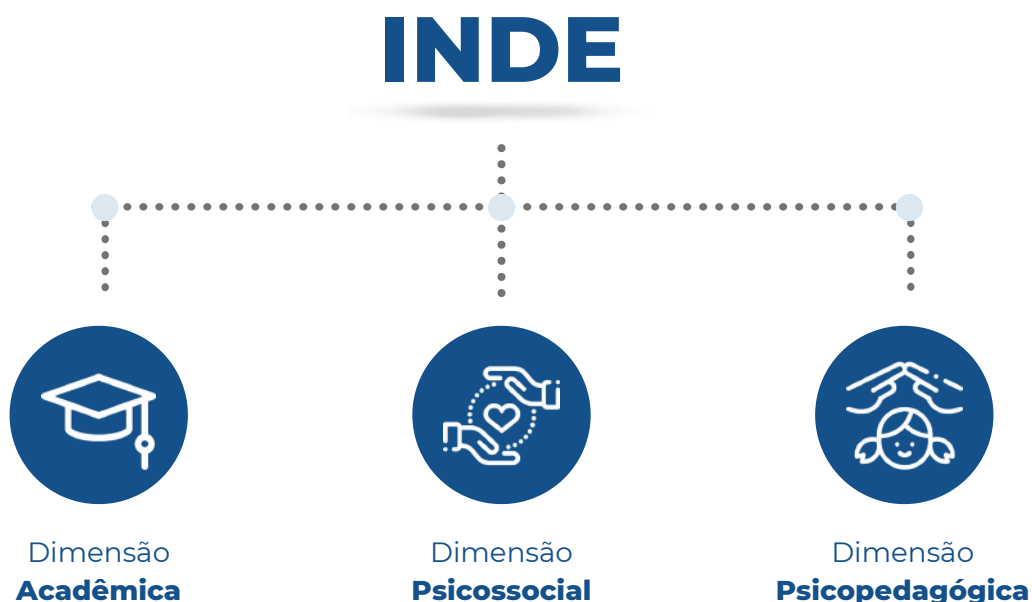 INDE
Dimensão
Acadêmica
Dimensão
Psicossocial
Dimensão
Psicopedagógica